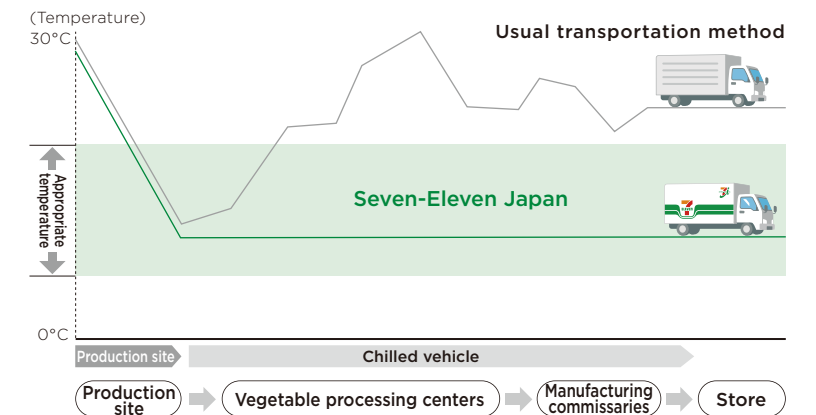 (Temperature)
30°C
Usual transportation method
Appropriate
temperature
Seven-Eleven Japan
0°C
Production site
Chilled vehicle
Production
site
Vegetable processing centers
Manufacturing
commissaries
Store